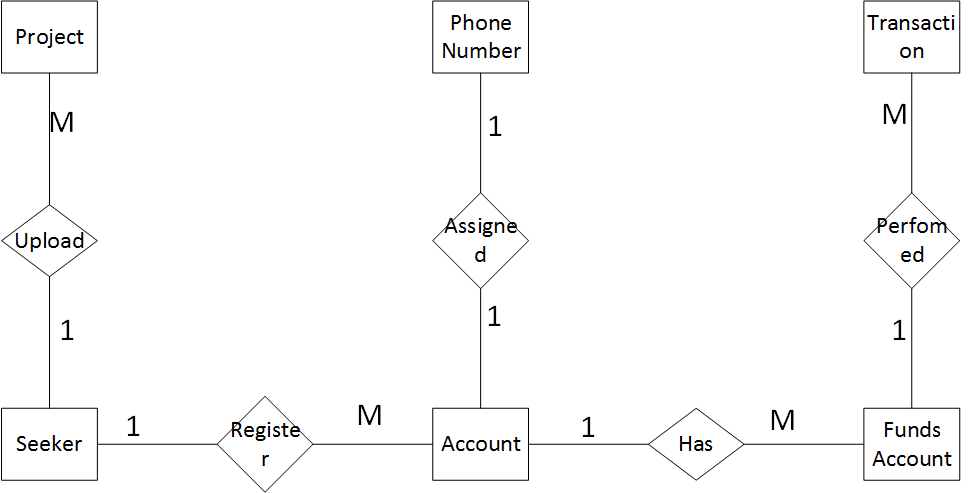 Project
Phone
Number
Transacti
on
M
1
M
Upload
Assigne
d
Perfom
ed
1
1
1
Seeker
1
Registe
r
M
Account
1
Has
M
Funds
Account